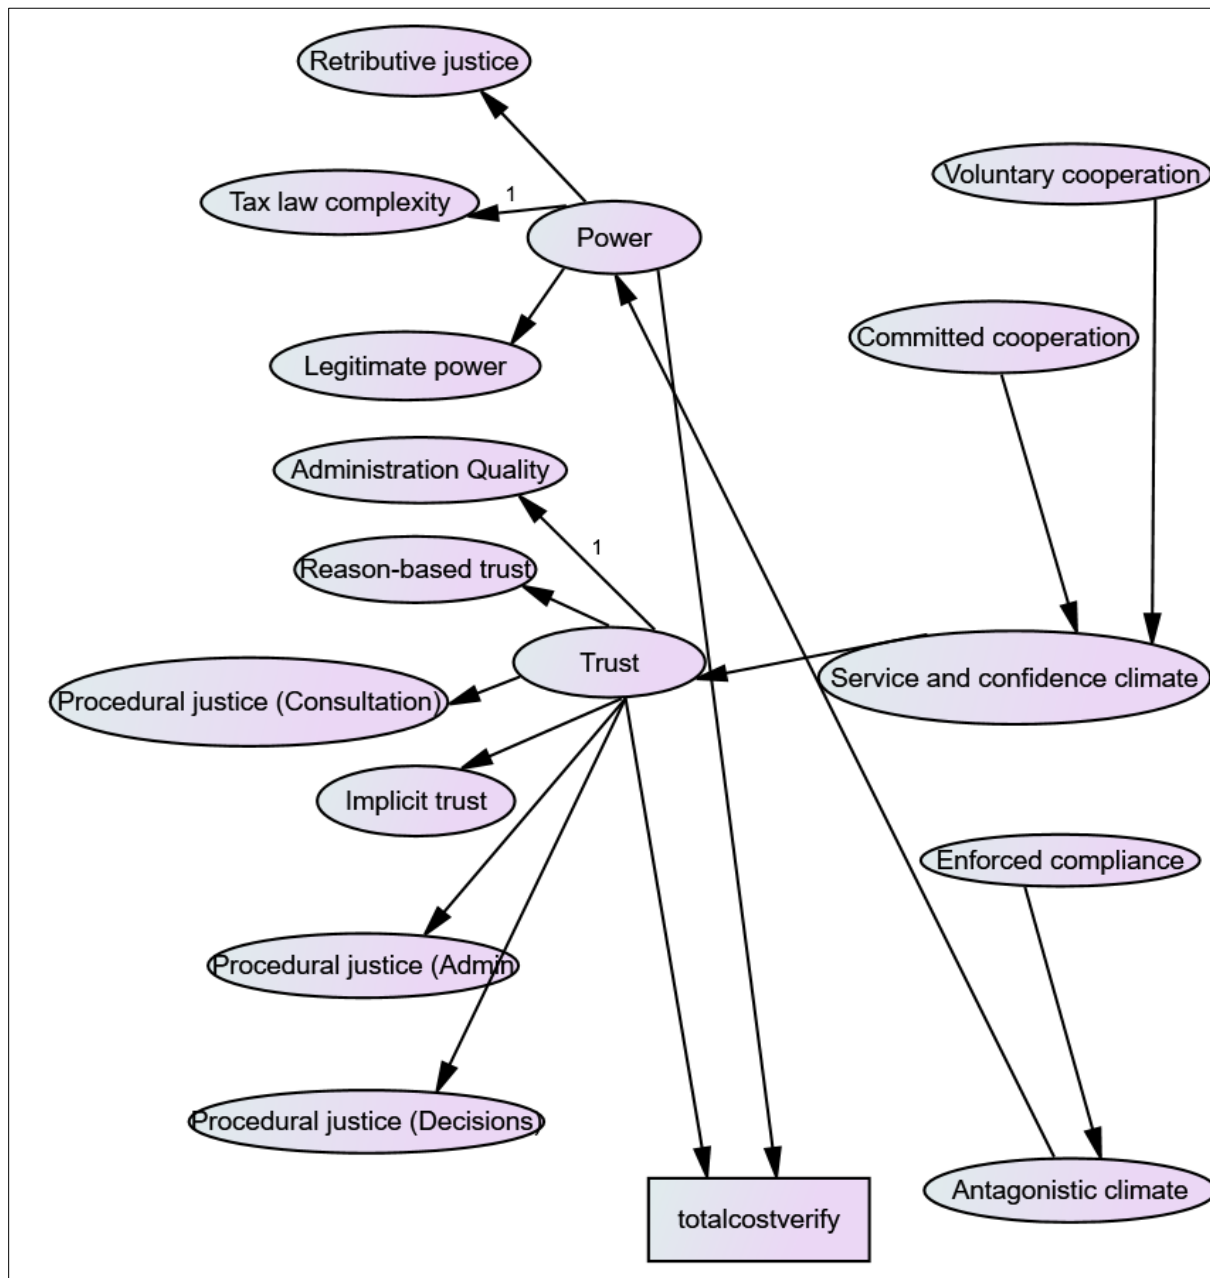 Retributive justice
Voluntary cooperation
Tax law complexity
1
Power
Committed cooperation
Legitimate power
Administration Quality
1
Reason-based trust
Trust
Service and confidence climate
Procedural justice (Consultation)
Implicit trust
Enforced compliance
Procedural justice (Admin
Procedural justice (Decisions)
Antagonistic climate
totalcostverify